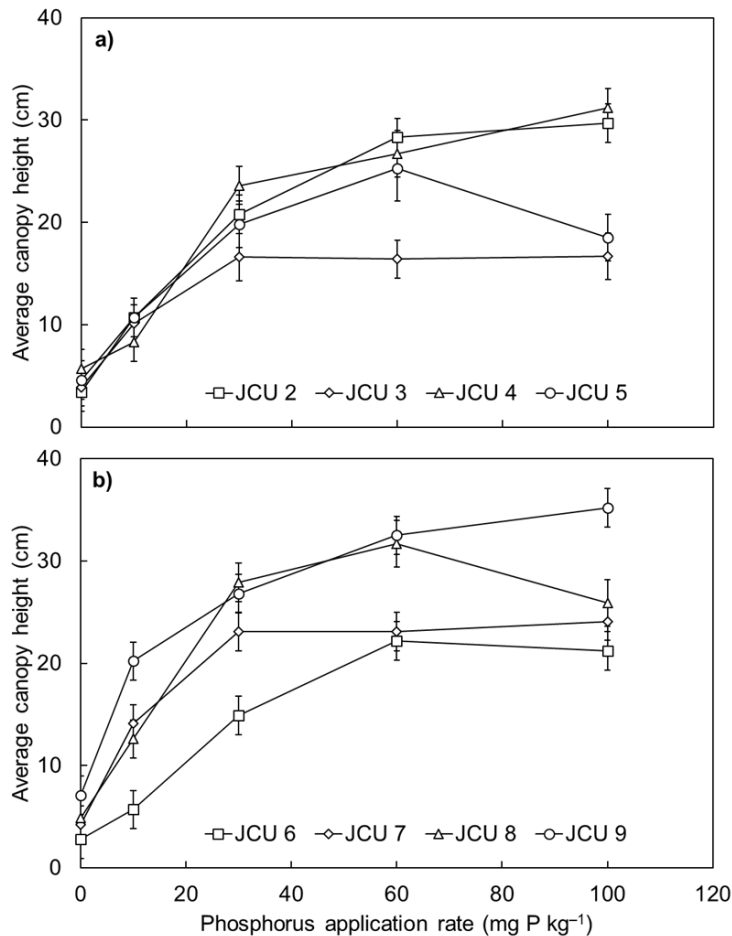 a)
Average canopy height (cm)
40
30
20
10
0
JCU 2 JCU 3 JCU 4 JCU 5
b)
Average canopy height (cm)
40
30
20
10
0
JCU 6 JCU 7 JCU 8 JCU 9
0 20 40 60 80 100 120
Phosphorus application rate (mg P kg⁻¹)